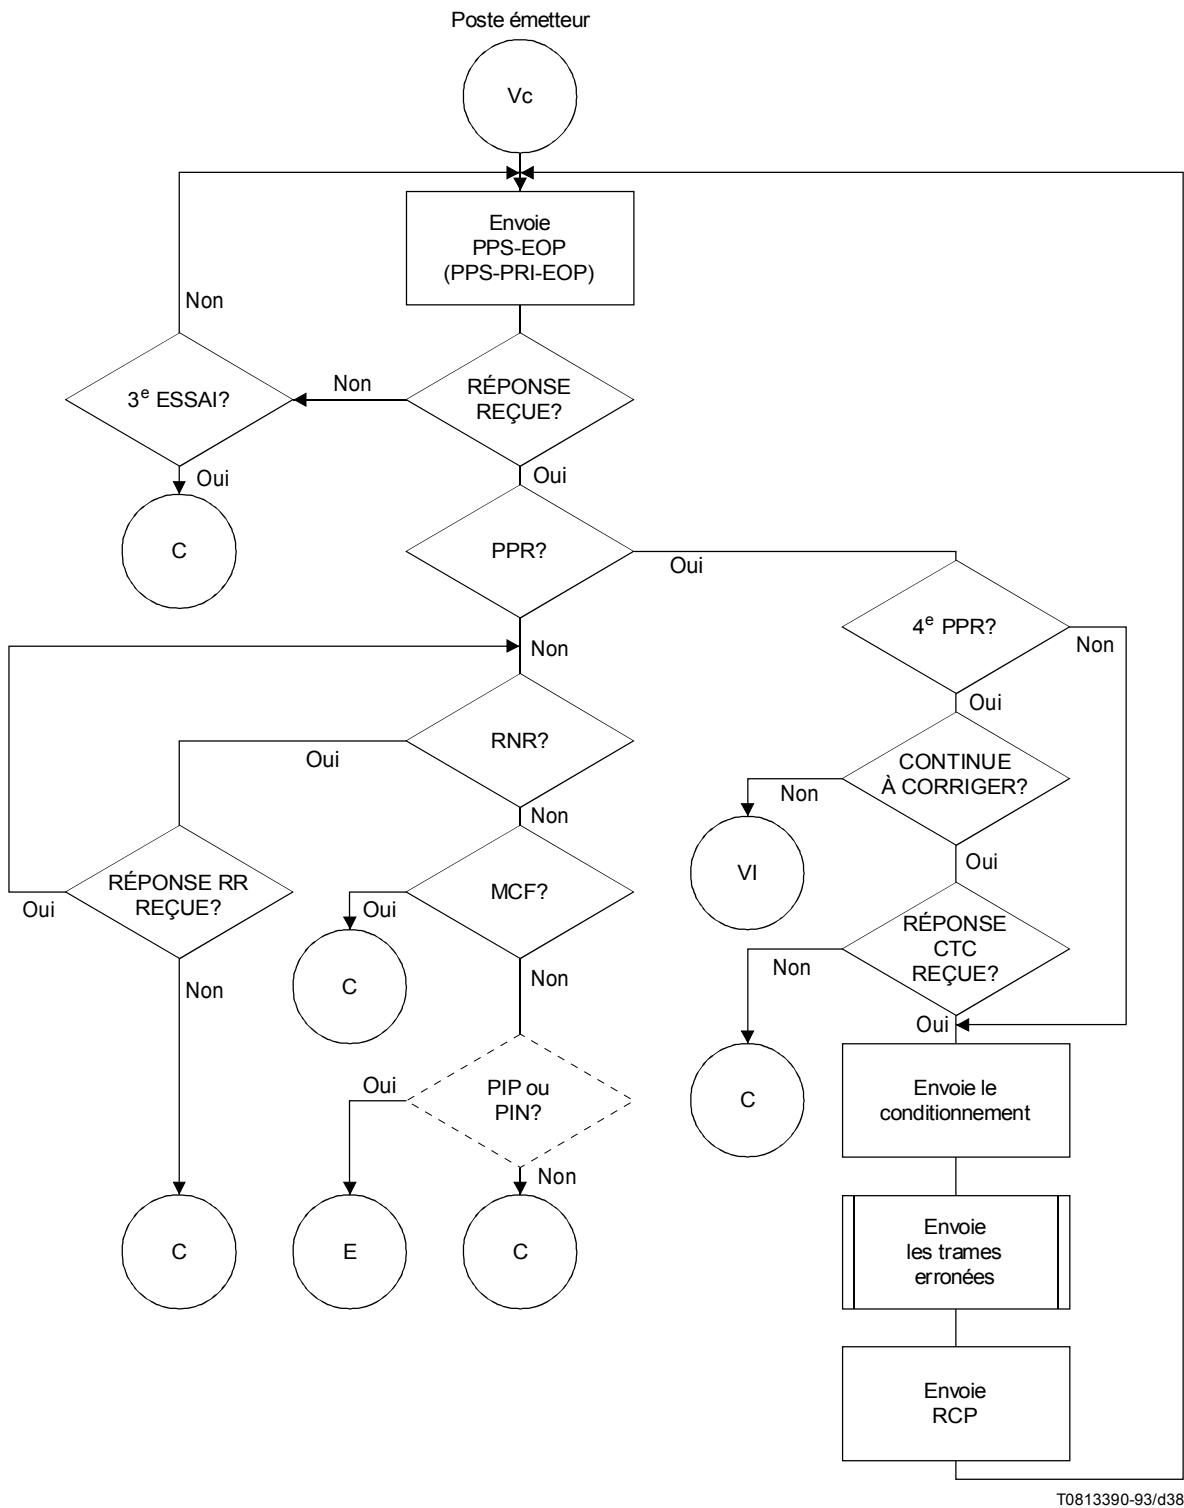 Poste émetteur
Vc
Envoie
PPS-EOP
(PPS-PRI-EOP)
Non
3e ESSAI?
Non
RÉPONSE
REÇUE?
Oui
Oui
C
PPR?
Oui
4e PPR?
Non
Non
Oui
RNR?
Oui
CONTINUE
À CORRIGER?
Non
Non
VI
Oui
RÉPONSE RR
REÇUE?
Oui
MCF?
Oui
RÉPONSE
CTC
REÇUE?
Non
Non
C
Non
Oui
PIP ou
PIN?
Oui
C
Envoie le
conditionnement
Non
C
E
C
Envoie
les trames
erronées
Envoie
RCP
T0813390-93/d38